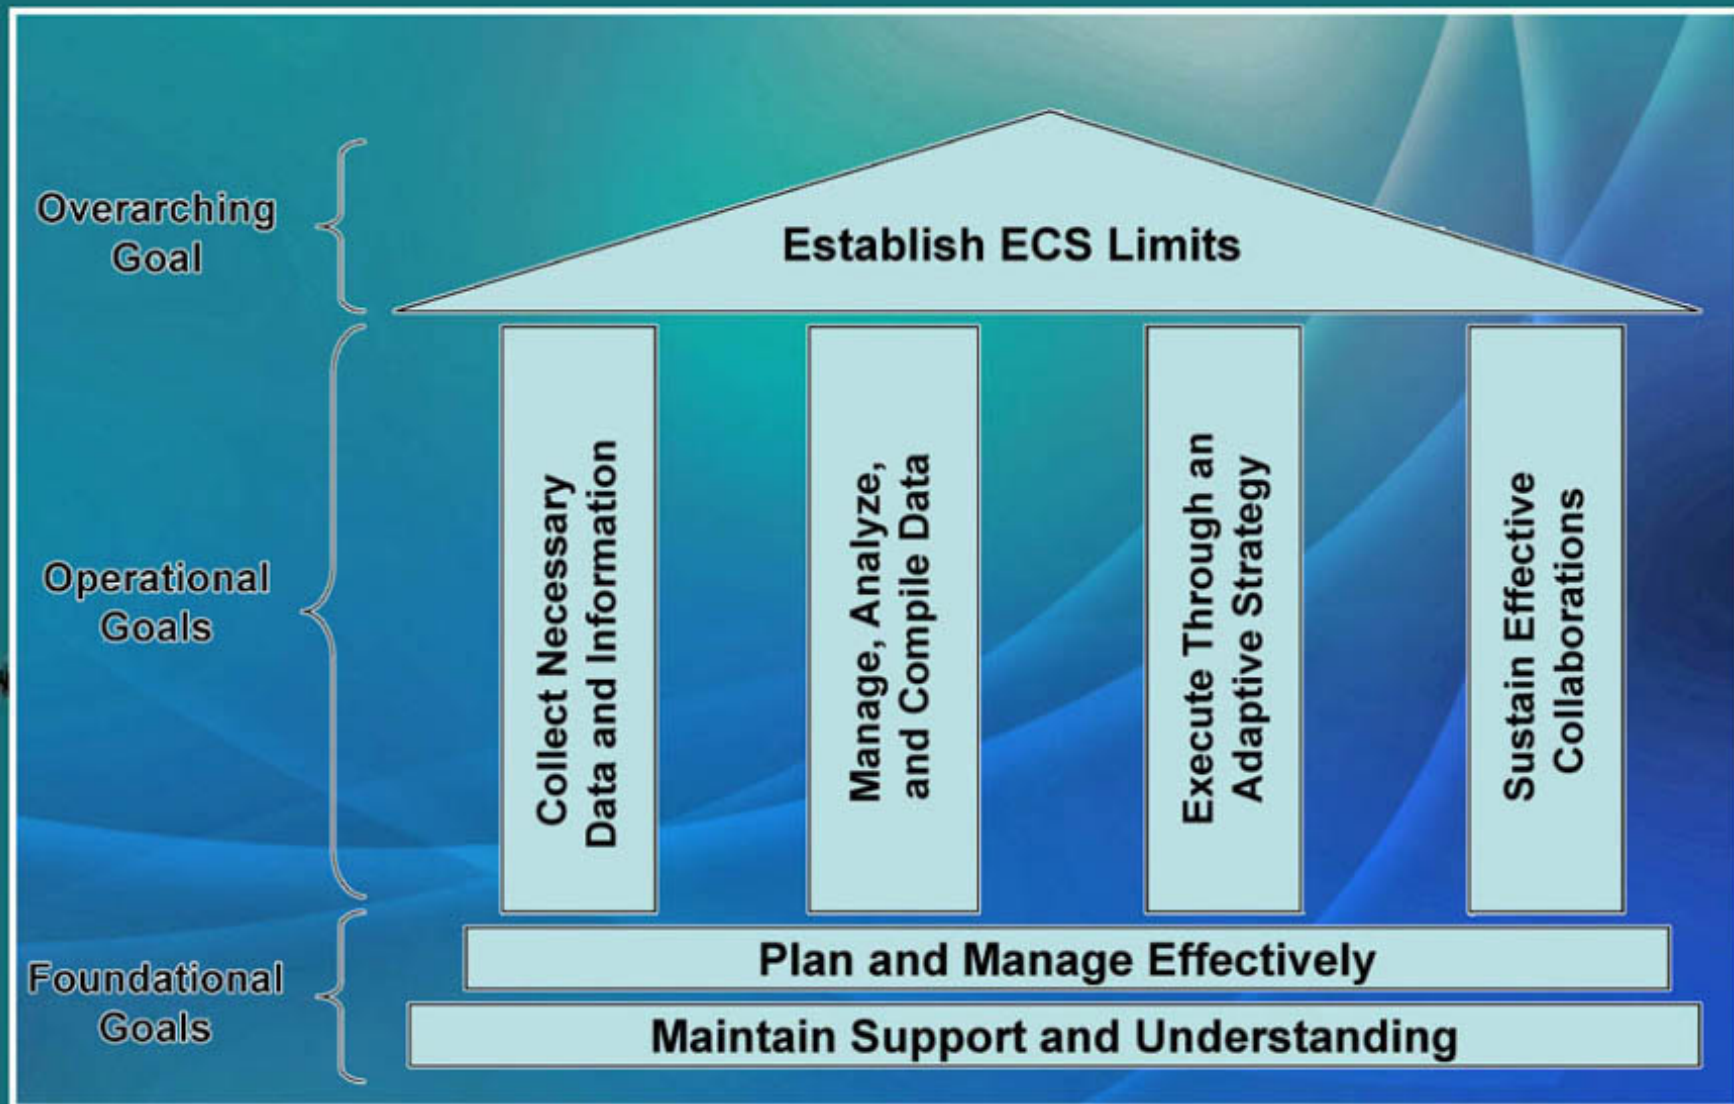 Overarching
Goal
Establish ECS Limits
Operational
Goals
Collect Necessary
Data and Information
Manage, Analyze,
and Compile Data
Execute Through an
Adaptive Strategy
Sustain Effective
Collaborations
Foundational
Goals
Plan and Manage Effectively
Maintain Support and Understanding